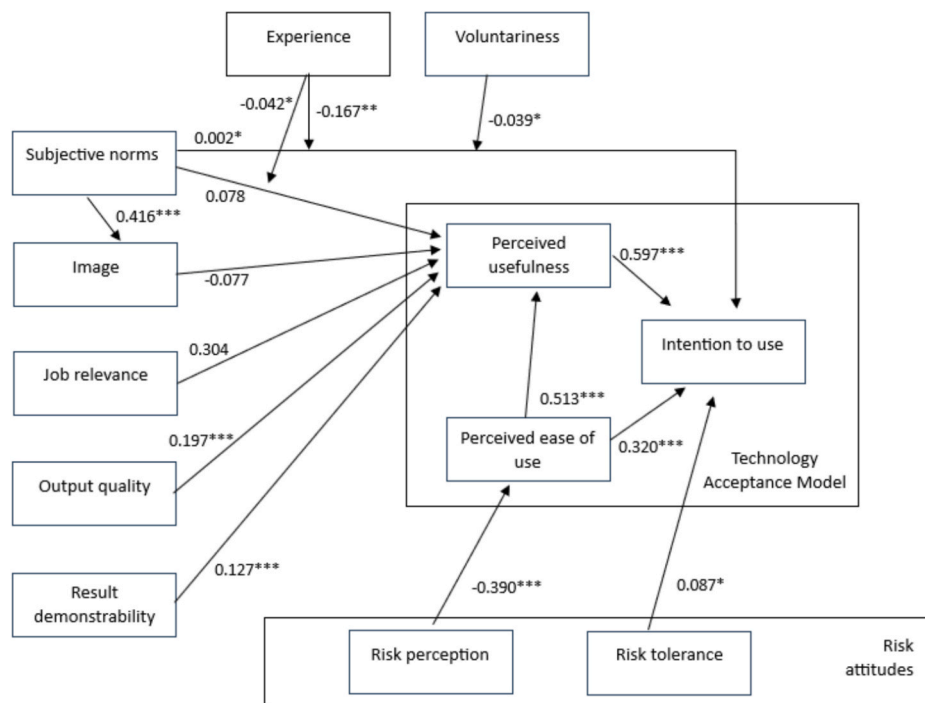 Experience
Voluntariness
-0.042*
-0.167**
-0.039*
0.002*
Subjective norms
0.078
0.416***
Image
-0.077
Perceived
usefulness
0.597***
Intention to use
Job relevance
0.304
0.513***
0.197***
Perceived ease of
use
0.320***
Technology
Acceptance Model
Output quality
Result
demonstrability
0.127***
-0.390***
0.087*
Risk perception
Risk tolerance
Risk
attitudes